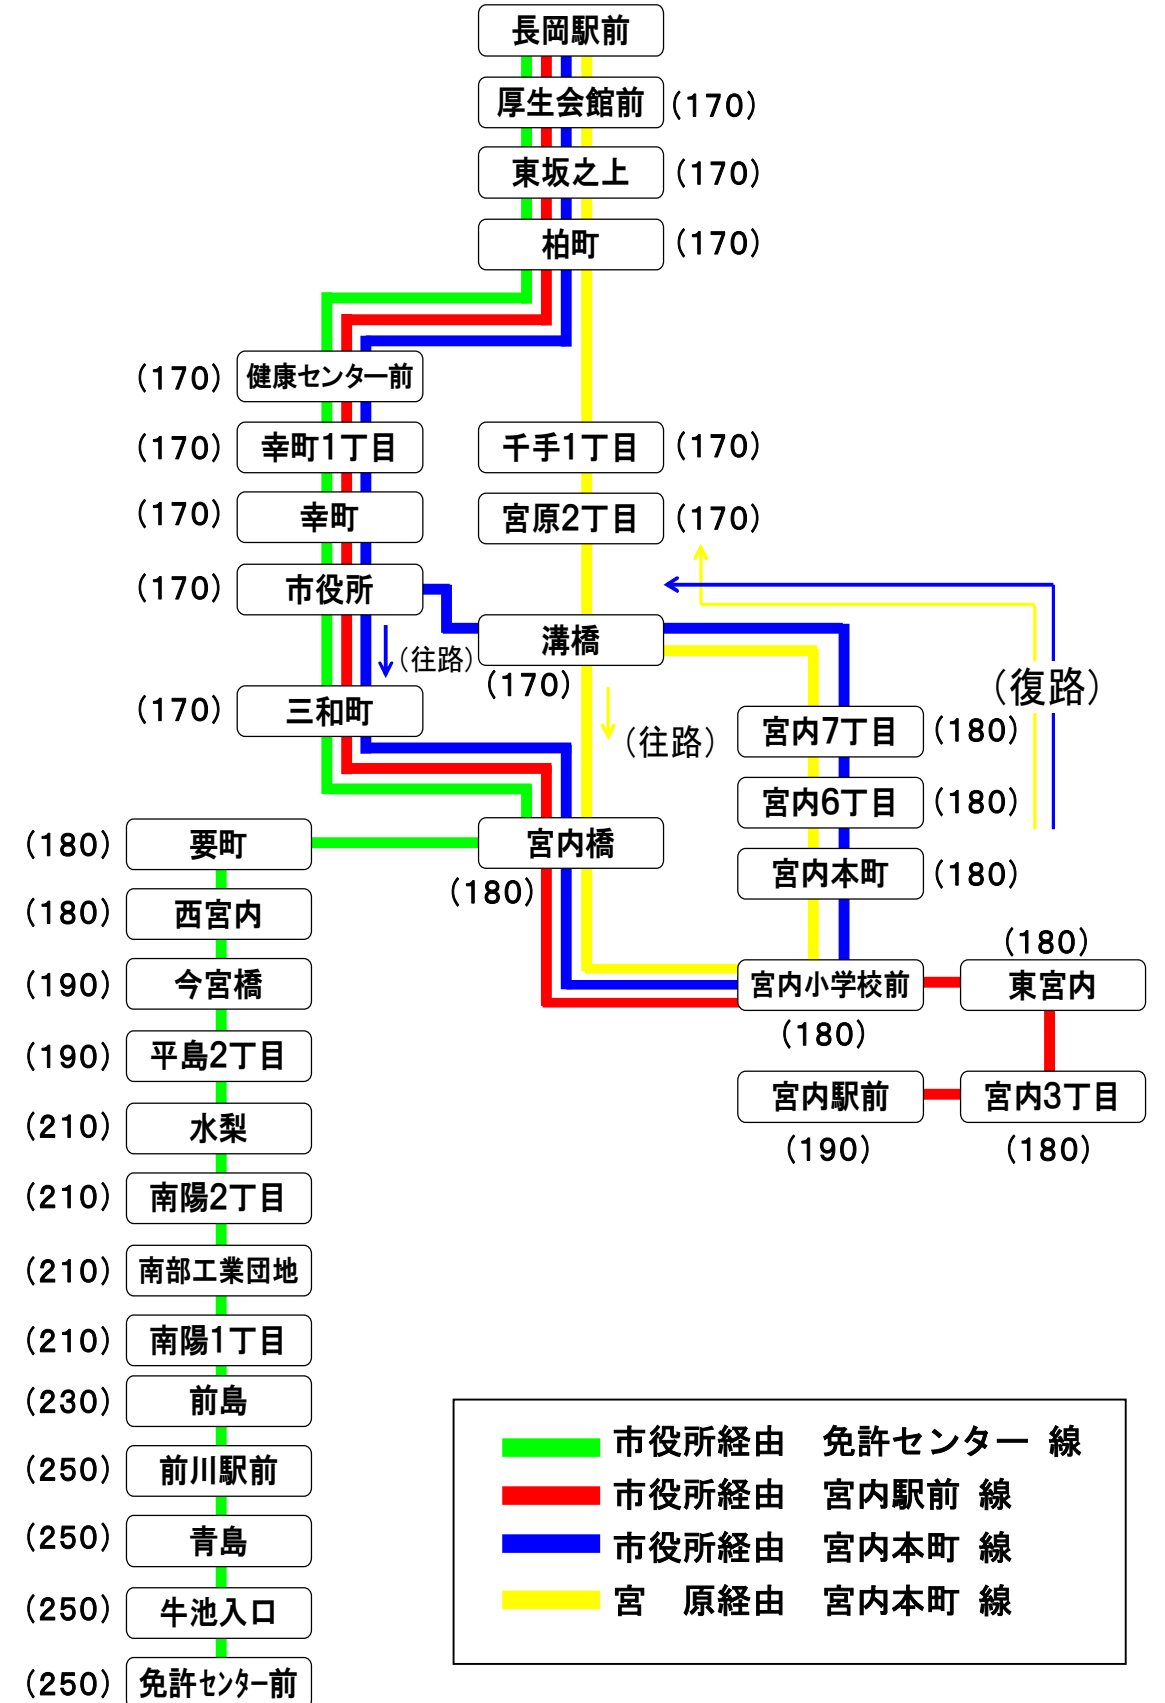 長岡駅前
厚生会館前 (170)
東坂之上 (170)
柏町 (170)
(170) 健康センター前
(170) 幸町1丁目
千手1丁目 (170)
(170) 幸町
宮原2丁目 (170)
(170) 市役所
溝橋
(170)
(往路)
(復路)
(170) 三和町
(往路)
宮内7丁目 (180)
宮内6丁目 (180)
宮内本町 (180)
(180) 要町
宮内橋
(180)
(180) 西宮内
(180)
(190) 今宮橋
宮内小学校前
東宮内
(180)
(190) 平島2丁目
宮内駅前
宮内3丁目
(190)
(180)
(210) 水梨
(210) 南陽2丁目
(210) 南部工業団地
(210) 南陽1丁目
(230) 前島
(250) 前川駅前
(250) 青島
(250) 牛池入口
(250) 免許センター前
市役所経由 免許センター 線
市役所経由 宮内駅前 線
市役所経由 宮内本町 線
宮 原経由 宮内本町 線